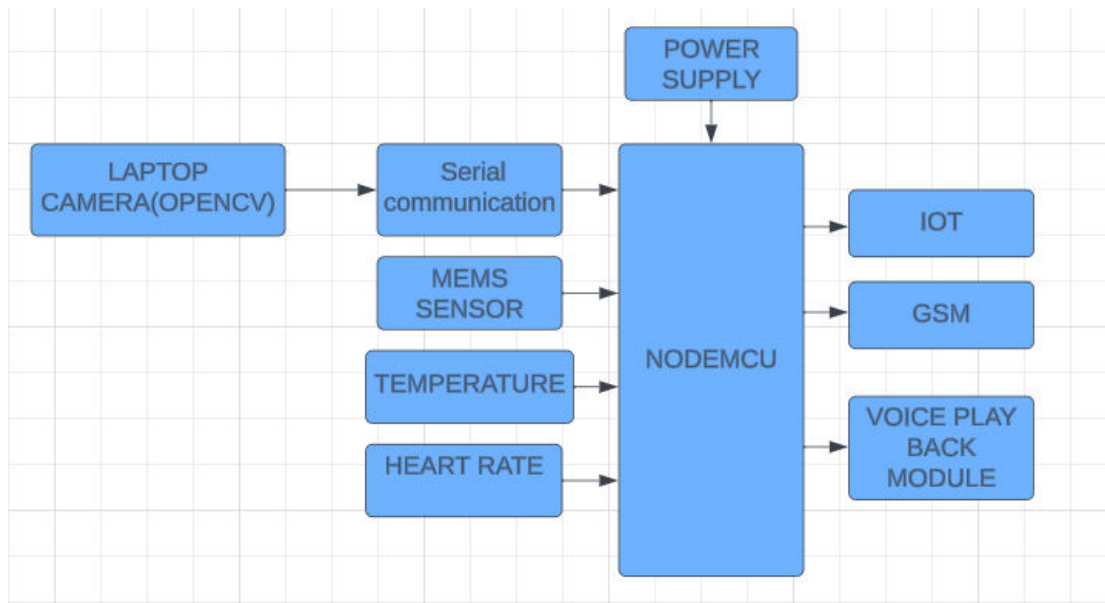 POWER
SUPPLY
LAPTOP
CAMERA(OPENCV)
Serial
communication
MEMS
SENSOR
TEMPERATURE
HEART RATE
NODEMCU
IOT
GSM
VOICE PLAY
BACK
MODULE